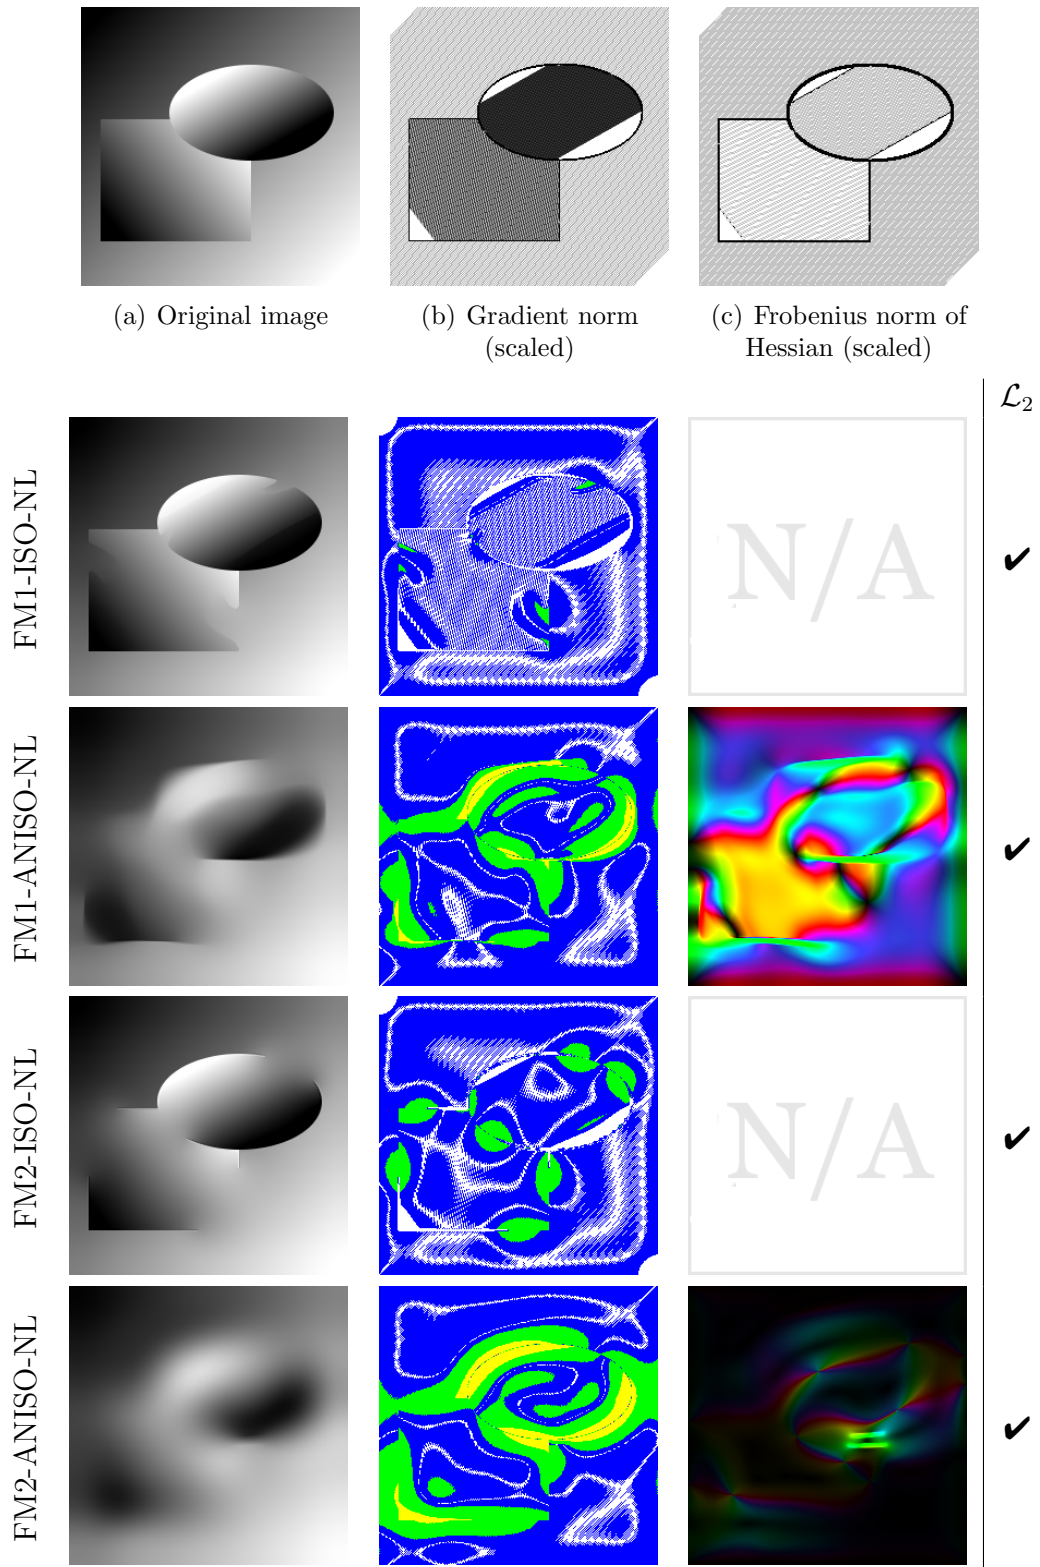 (a) Original image
(b) Gradient norm
(scaled)
(c) Frobenius norm of
Hessian (scaled)
ℒ₂
FM1-ISO-NL
N/A
✔
FM1-ANISO-NL
✔
FM2-ISO-NL
N/A
✔
FM2-ANISO-NL
✔